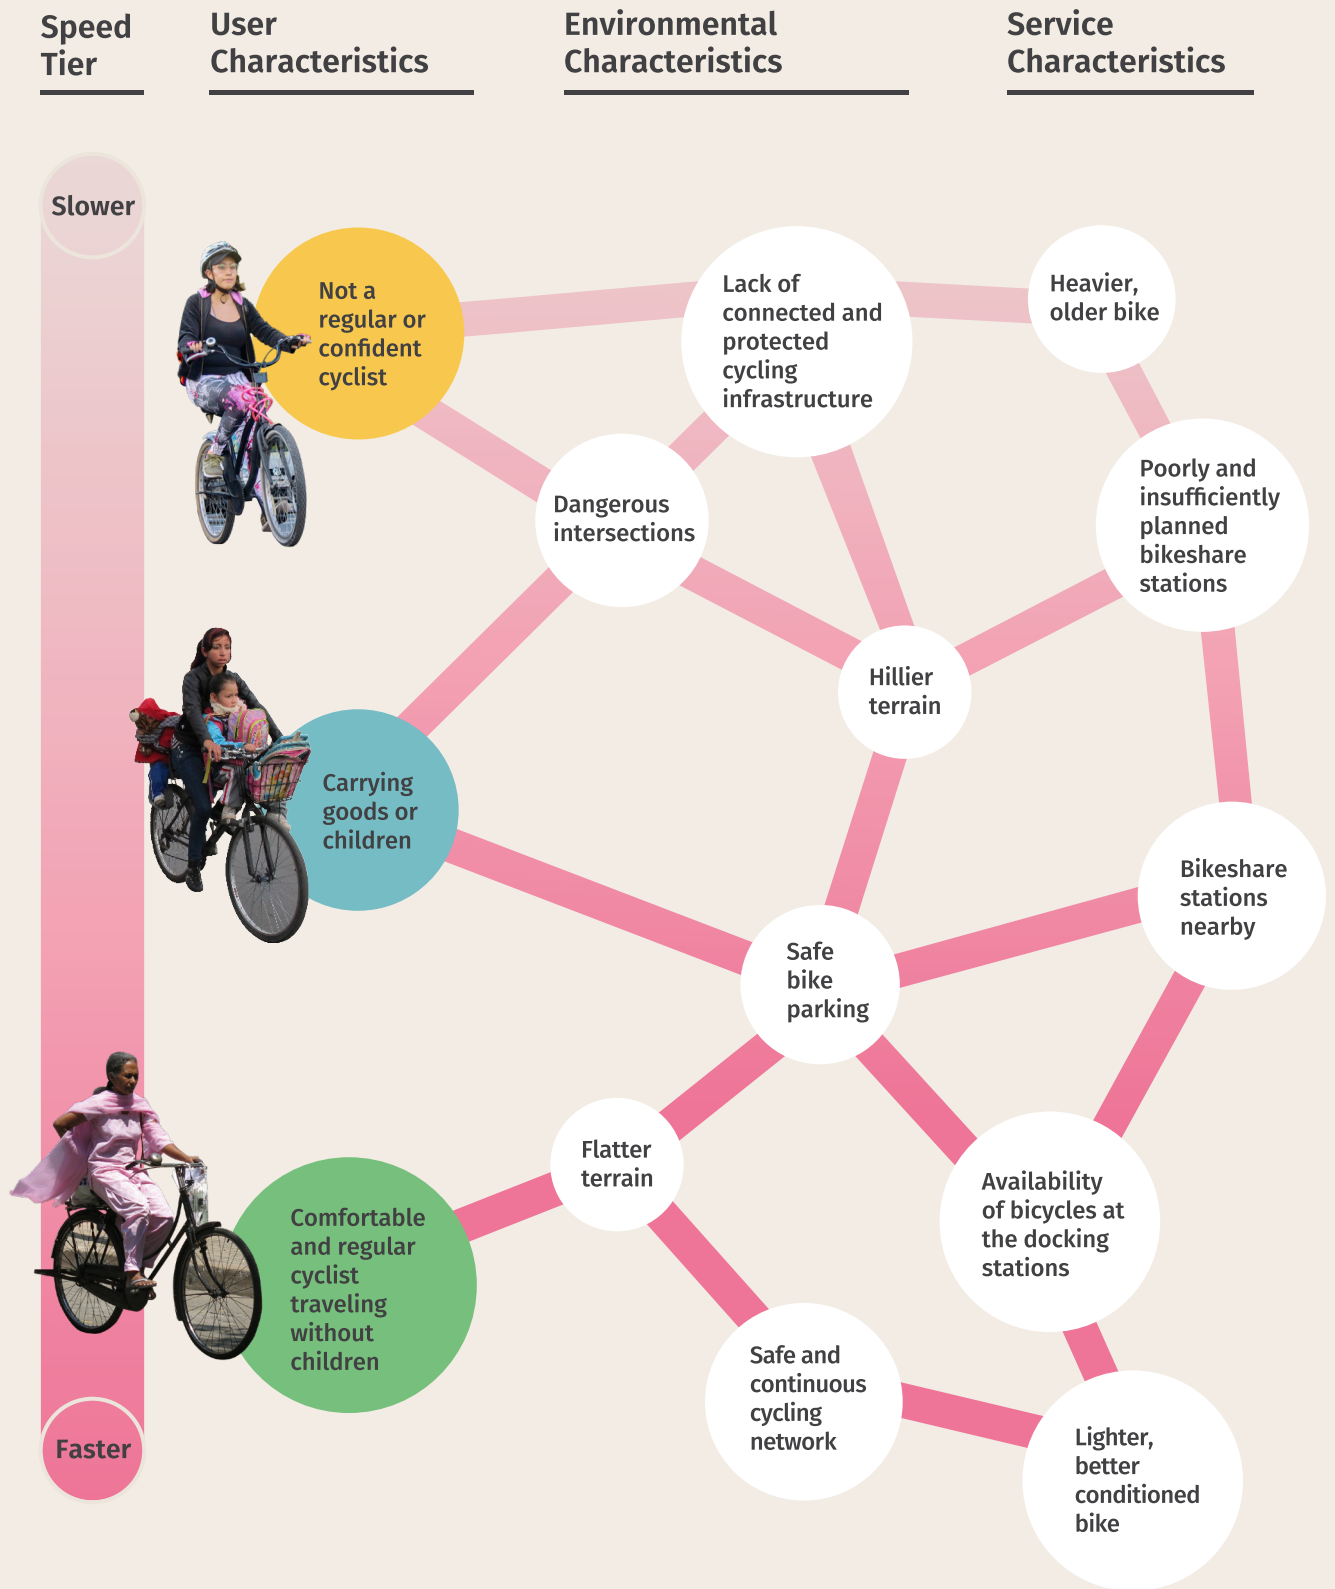 Speed
Tier
User
Characteristics
Environmental
Characteristics
Service
Characteristics
Slower
Not a
regular or
confident
cyclist
Lack of
connected and
protected
cycling
infrastructure
Heavier,
older bike
Dangerous
intersections
Poorly and
insufficiently
planned
bikeshare
stations
Hillier
terrain
Carrying
goods or
children
Bikeshare
stations
nearby
Safe
bike
parking
Flatter
terrain
Availability
of bicycles at
the docking
stations
Comfortable
and regular
cyclist
traveling
without
children
Safe and
continuous
cycling
network
Lighter,
better
conditioned
bike
Faster